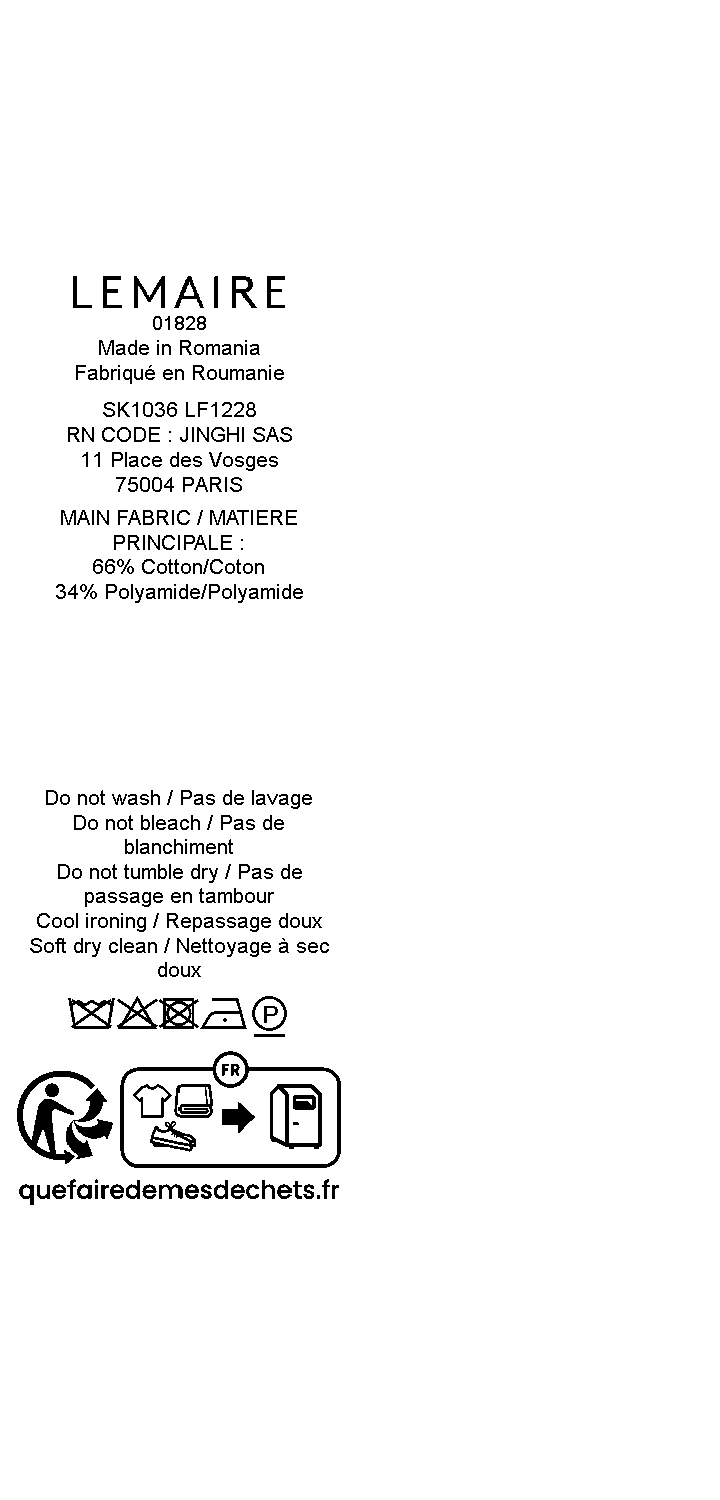 LEMAIRE
01828
Made in Romania
Fabriqué en Roumanie
SK1036 LF1228
RN CODE : JINGHI SAS
11 Place des Vosges
75004 PARIS
MAIN FABRIC / MATIERE
PRINCIPALE :
66% Cotton/Coton
34% Polyamide/Polyamide
Do not wash / Pas de lavage
Do not bleach / Pas de
blanchiment
Do not tumble dry / Pas de
passage en tambour
Cool ironing / Repassage doux
Soft dry clean / Nettoyage à sec
doux
P
FR
quefairedemesdechets.fr